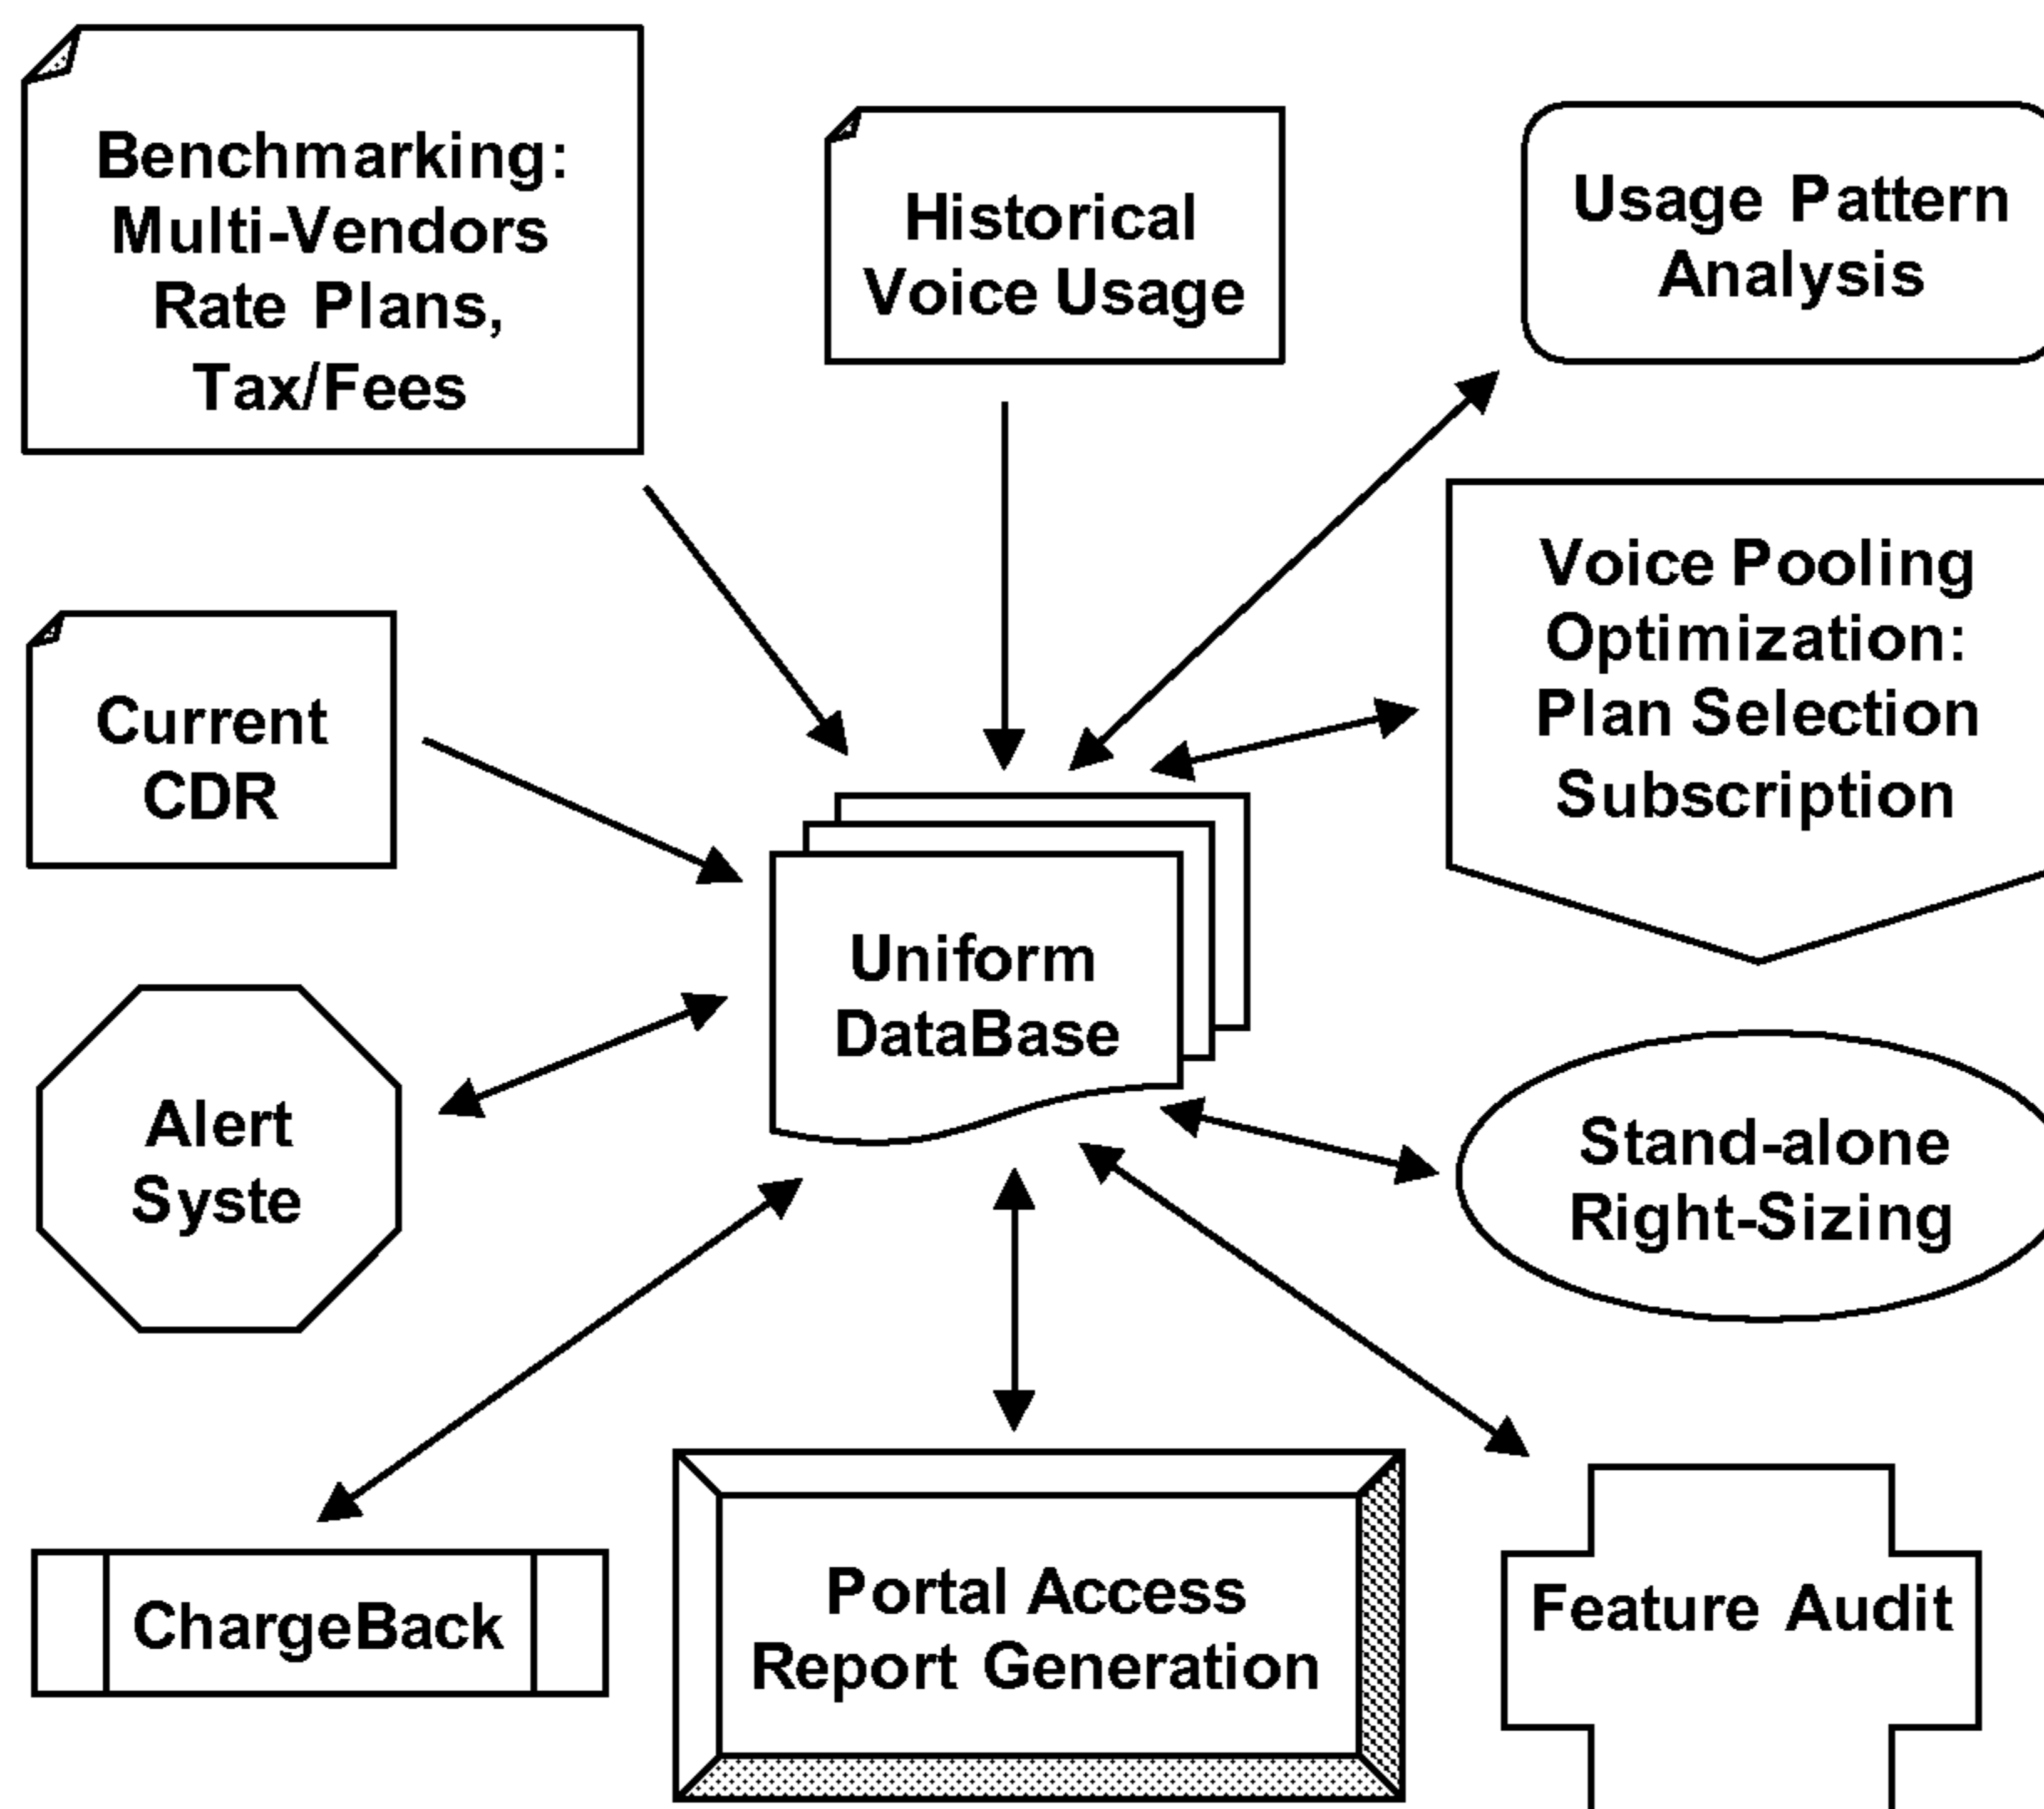 Benchmarking:
Multi-Vendors
Rate Plans,
Tax/Fees
Historical
Voice Usage
Usage Pattern
Analysis
Current
CDR
Voice Pooling
Optimization:
Plan Selection
Subscription
Uniform
DataBase
Alert
Syste
Stand-alone
Right-Sizing
ChargeBack
Portal Access
Report Generation
Feature Audit